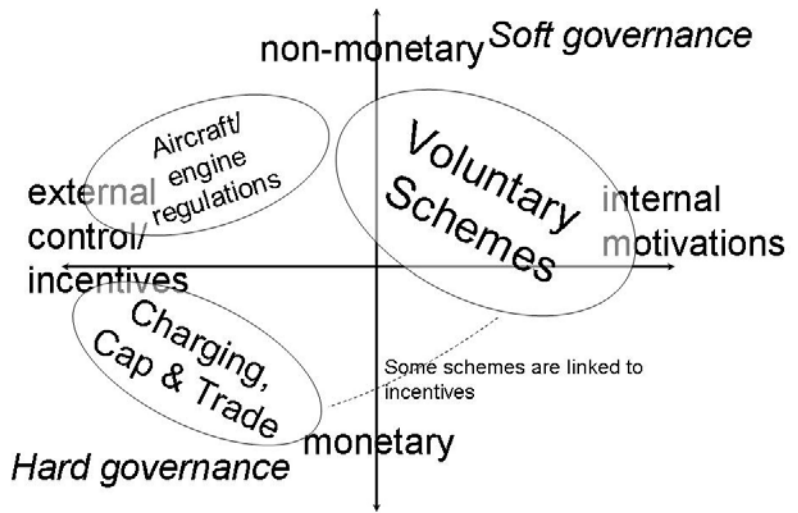 non-monetary
Soft governance
Aircraft/
engine
regulations
Voluntary
Schemes
external
control/
incentives
internal
motivations
Charging,
Cap & Trade
Some schemes are linked to
incentives
monetary
Hard governance